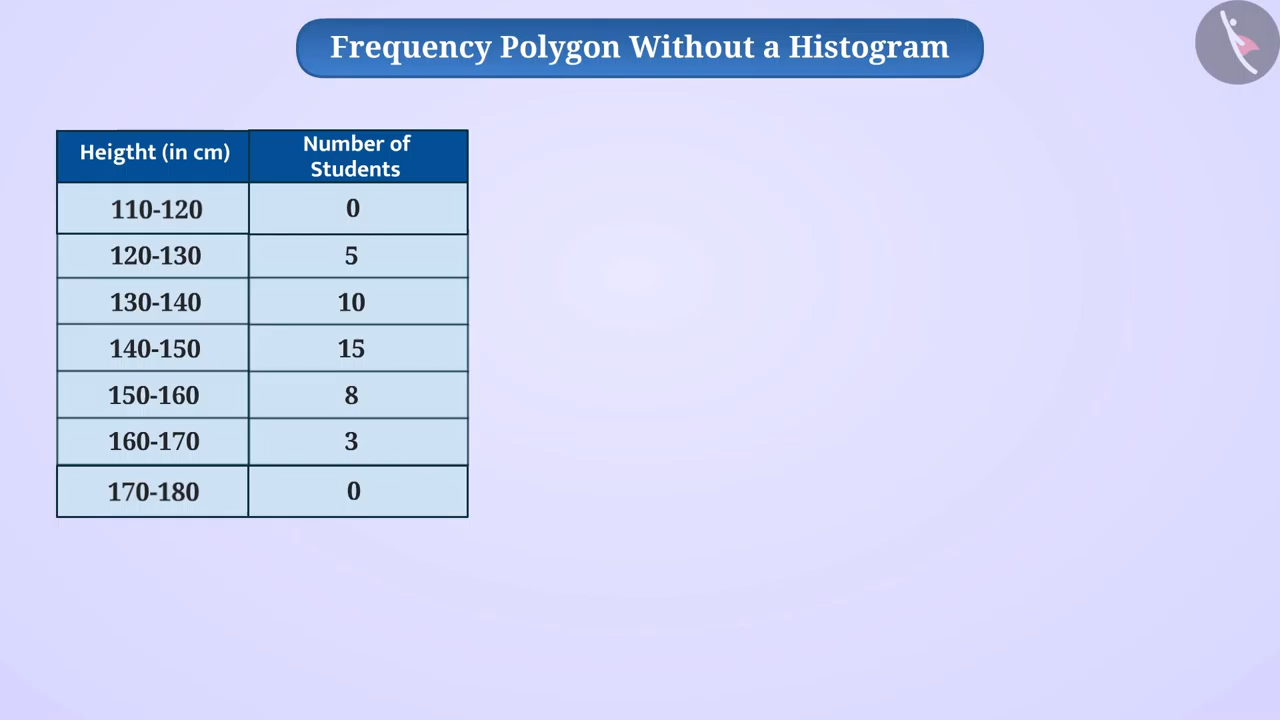 Frequency Polygon Without a Histogram
Heigtht (in cm) Number of
Students
110-120 0
120-130 5
130-140 10
140-150 15
150-160 8
160-170 3
170-180 0